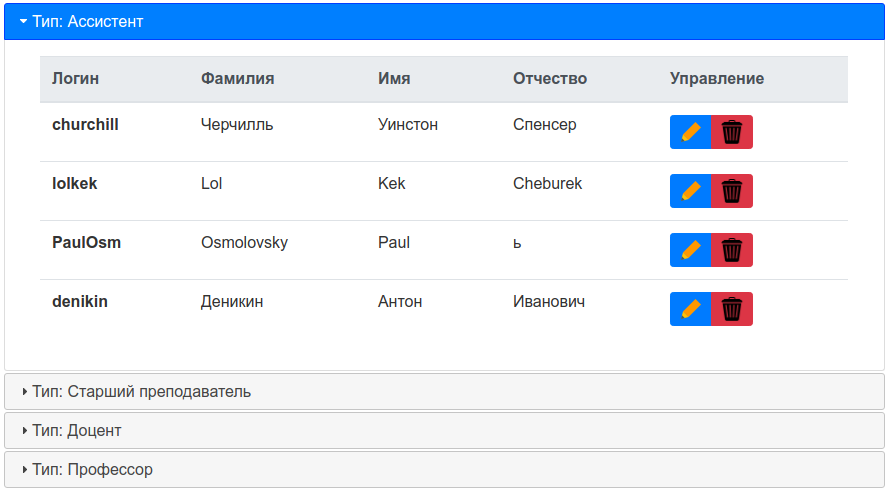 Тип: Ассистент
Логин Фамилия Имя Отчество Управление
churchill Черчилль Уинстон Спенсер
lolkek Lol Kek Cheburek
PaulOsm Osmolovsky Paul ь
denikin Деникин Антон Иванович
Тип: Старший преподаватель
Тип: Доцент
Тип: Профессор